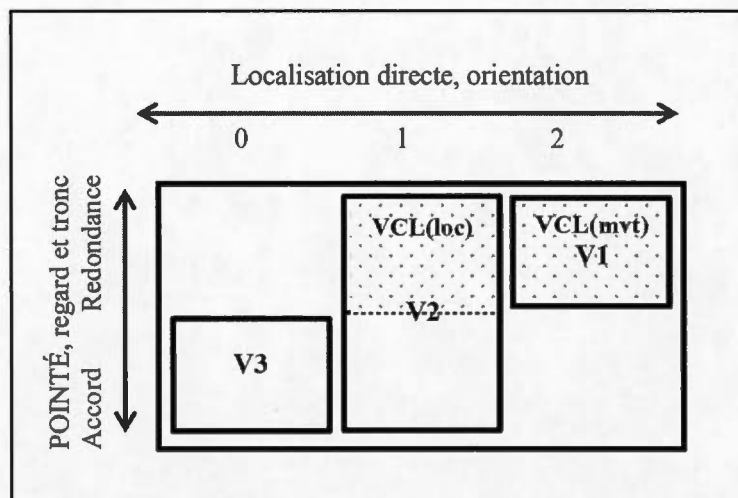 Localisation directe, orientation
0 1 2
POINTÉ, regard et tronc
Accord Redondance
VCL(loc) VCL(mvt)
V1
V2
V3